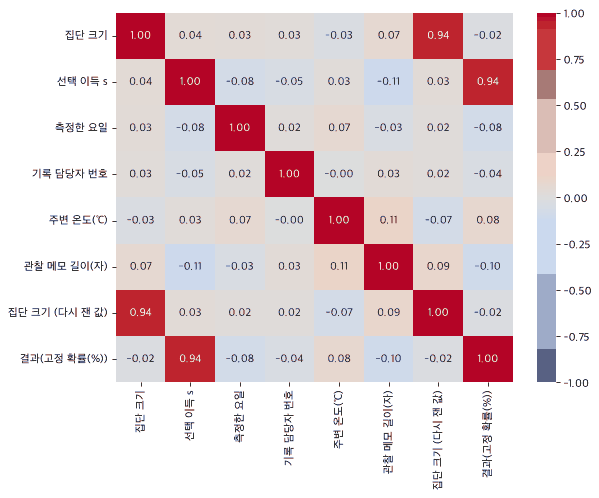 집단 크기 1.00 0.04 0.03 0.03 -0.03 0.07 0.94 -0.02
선택 이득 s 0.04 1.00 -0.08 -0.05 0.03 -0.11 0.03 0.94
측정한 요일 0.03 -0.08 1.00 0.02 0.07 -0.03 0.02 -0.08
기록 담당자 번호 0.03 -0.05 0.02 1.00 -0.00 0.03 0.02 -0.04
주변 온도(℃) -0.03 0.03 0.07 -0.00 1.00 0.11 -0.07 0.08
관찰 메모 길이(자) 0.07 -0.11 -0.03 0.03 0.11 1.00 0.09 -0.10
집단 크기 (다시 잰 값) 0.94 0.03 0.02 0.02 -0.07 0.09 1.00 -0.02
결과(고정 확률(%)) -0.02 0.94 -0.08 -0.04 0.08 -0.10 -0.02 1.00
집단 크기
선택 이득 s
측정한 요일
기록 담당자 번호
주변 온도(℃)
관찰 메모 길이(자)
집단 크기 (다시 잰 값)
결과(고정 확률(%))
1.00
0.75
0.50
0.25
0.00
-0.25
-0.50
-0.75
-1.00